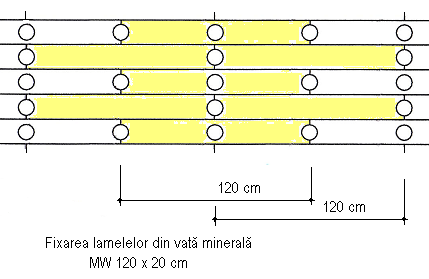 120 cm
120 cm
Fixarea lamelelor din vată minerală
MW 120 x 20 cm